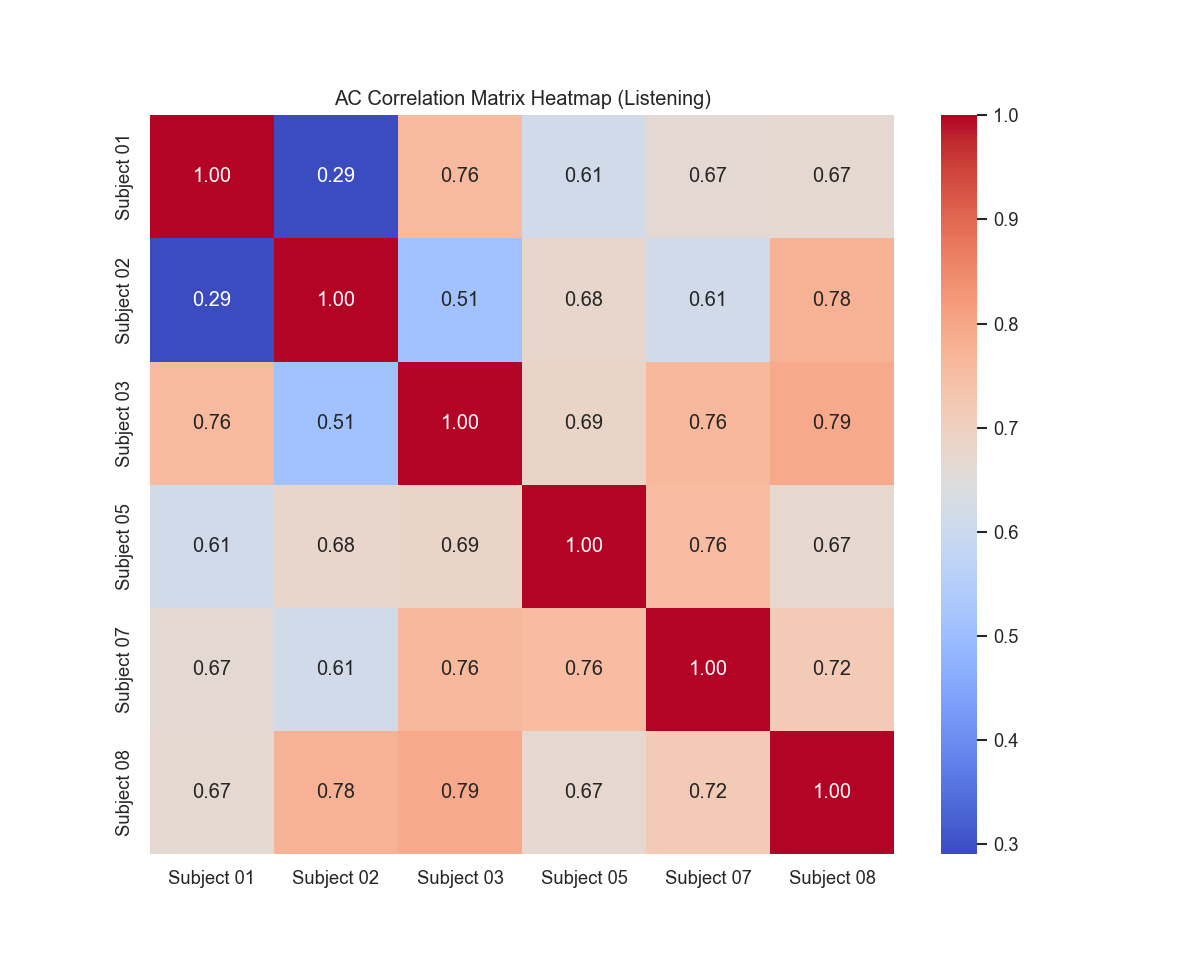 AC Correlation Matrix Heatmap (Listening)
Subject 01 1.00 0.29 0.76 0.61 0.67 0.67
Subject 02 0.29 1.00 0.51 0.68 0.61 0.78
Subject 03 0.76 0.51 1.00 0.69 0.76 0.79
Subject 05 0.61 0.68 0.69 1.00 0.76 0.67
Subject 07 0.67 0.61 0.76 0.76 1.00 0.72
Subject 08 0.67 0.78 0.79 0.67 0.72 1.00
Subject 01 Subject 02 Subject 03 Subject 05 Subject 07 Subject 08
1.0
0.9
0.8
0.7
0.6
0.5
0.4
0.3